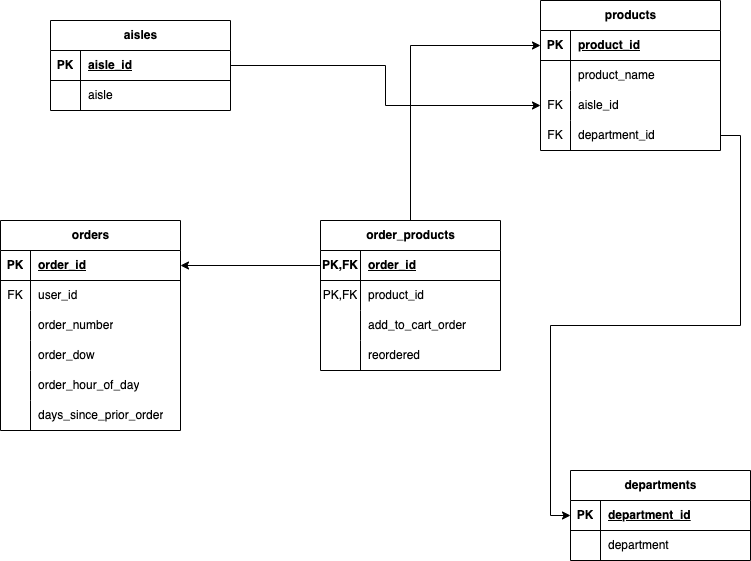 aisles
PK aisle_id
aisle
products
PK product_id
product_name
FK aisle_id
FK department_id
orders
PK order_id
FK user_id
order_number
order_dow
order_hour_of_day
days_since_prior_order
order_products
PK,FK order_id
PK,FK product_id
add_to_cart_order
reordered
departments
PK department_id
department